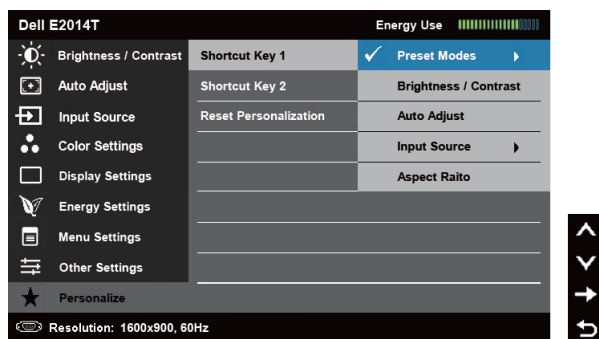 Dell E2014T
Energy Use
Brightness / Contrast
Shortcut Key 1
Preset Modes
Auto Adjust
Shortcut Key 2
Brightness / Contrast
Input Source
Reset Personalization
Auto Adjust
Color Settings
Input Source
Display Settings
Aspect Raito
Energy Settings
Menu Settings
Other Settings
Personalize
Resolution: 1600x900, 60Hz